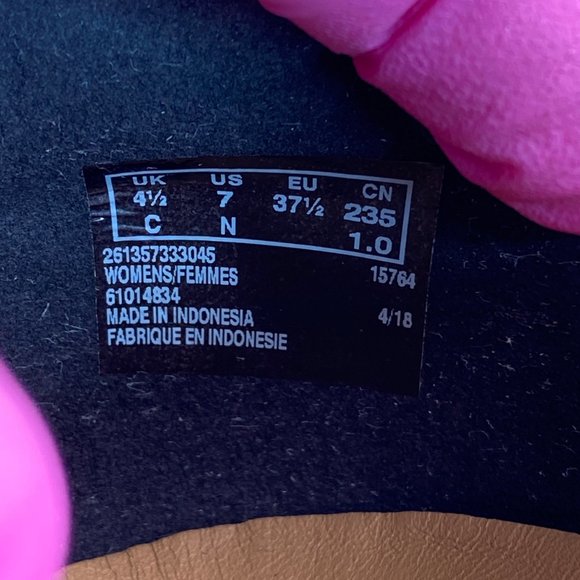 UK US EU CN
4½ 7 37½ 235
C N 1.0
261357333045
WOMENS/FEMMES 15764
61014834
MADE IN INDONESIA 4/18
FABRIQUE EN INDONESIE